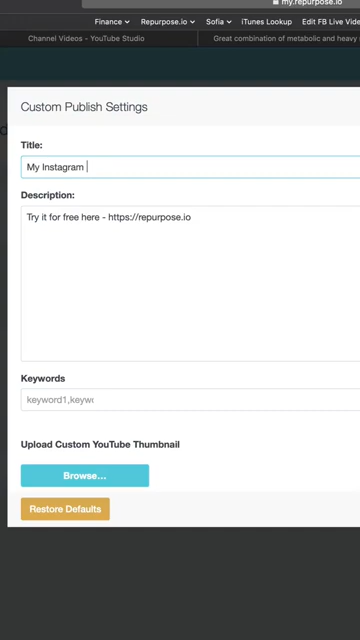 my.repurpose.io
Finance Repurpose.io Sofia iTunes Lookup Edit FB Live Vide
Channel Videos - YouTube Studio Great combination of metabolic and heavy
Custom Publish Settings
Title:
My Instagram
Description:
Try it for free here - https://repurpose.io
Keywords
keyword1,keyw
Upload Custom YouTube Thumbnail
Browse...
Restore Defaults